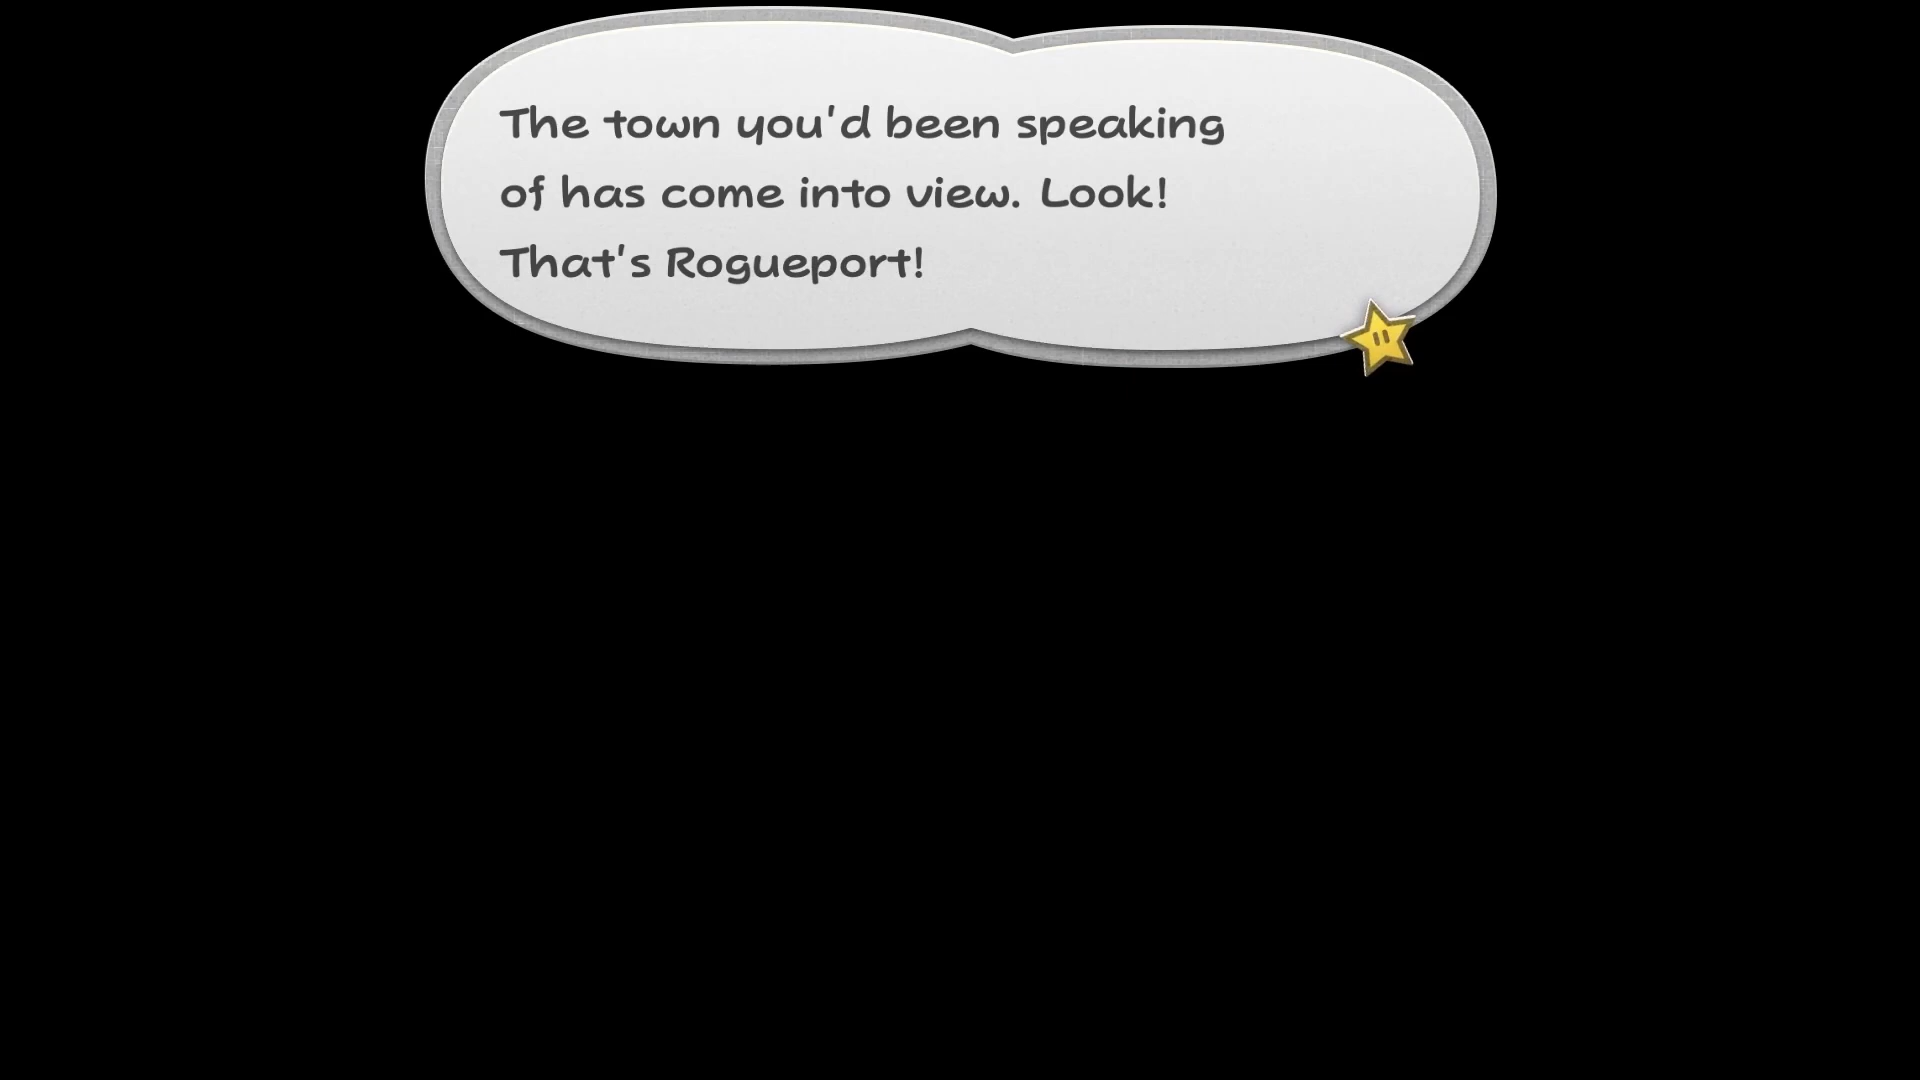 The town you'd been speaking
of has come into view. Look!
That's Rogueport!